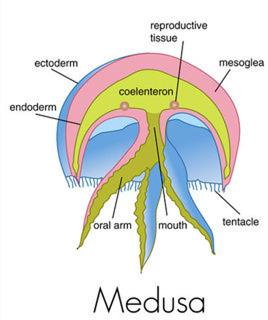 reproductive
tissue
ectoderm
mesoglea
coelenteron
endoderm
oral arm
mouth
tentacle
Medusa